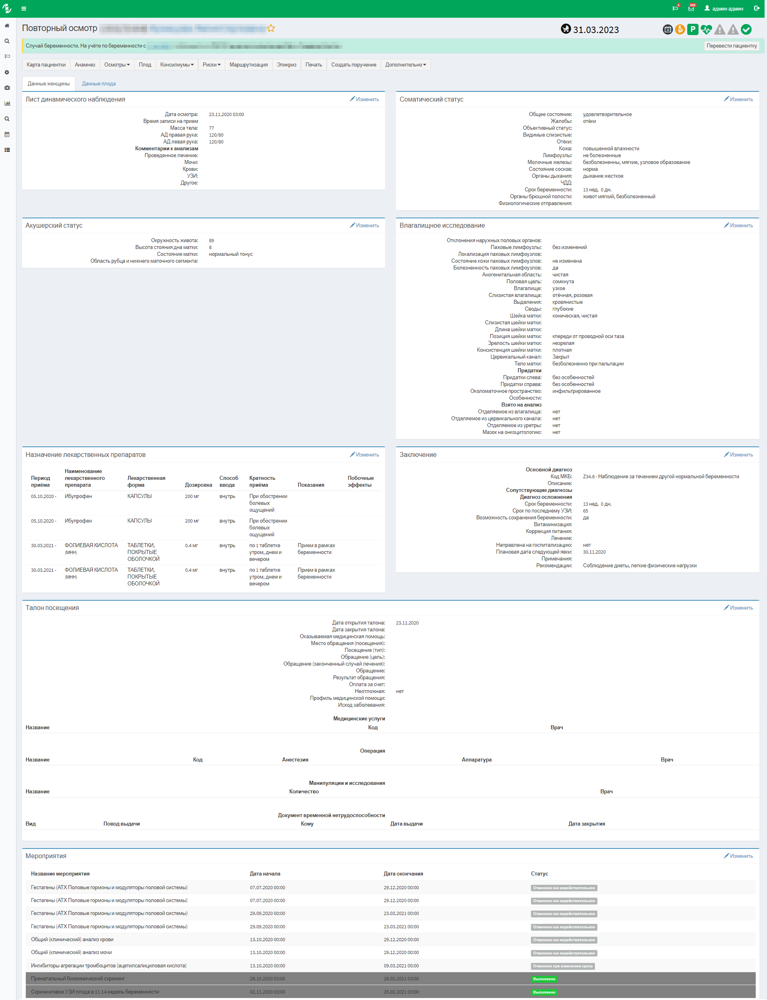 1
215
админ админ
Повторный осмотр
31.03.2023
Случай беременности. На учёте по беременности с
Перевести пациентку
Карта пациентки Анамнез Осмотры Плод Консилиумы Риски Маршрутизация Эпикриз Печать Создать поручение Дополнительно
Данные женщины Данные плода
Лист динамического наблюдения Изменить
Дата осмотра: 23.11.2020 03:00
Время записи на прием
Масса тела: 77
АД правая рука: 120/80
АД левая рука: 120/80
Комментарии к анализам
Проведенное лечение:
Мочи:
Крови:
УЗИ:
Другое:
Соматический статус Изменить
Общее состояние: удовлетворительное
Жалобы: отёки
Объективный статус:
Видимые слизистые:
Отёки:
Кожа: повышенной влажности
Лимфоузлы: не болезненные
Молочные железы: безболезненны, мягкие, узловое образование
Состояние сосков: норма
Органы дыхания: дыхание жесткое
ЧДД:
Срок беременности: 13 нед. 0 дн.
Органы брюшной полости: живот мягкий, безболезненный
Физиологические отправления:
Акушерский статус Изменить
Окружность живота: 89
Высота стояния дна матки: 8
Состояние матки: нормальный тонус
Область рубца и нижнего маточного сегмента:
Влагалищное исследование Изменить
Отклонения наружных половых органов:
Паховые лимфоузлы: без изменений
Локализация паховых лимфоузлов:
Состояние кожи паховых лимфоузлов: не изменена
Болезненность паховых лимфоузлов: да
Аногенитальная область: чистая
Половая щель: сомкнута
Влагалище: узкое
Слизистая влагалища: отёчная, розовая
Выделения: кровянистые
Своды: глубокие
Шейка матки: коническая, чистая
Слизистая шейки матки:
Длина шейки матки:
Позиция шейки матки: кпереди от проводной оси таза
Зрелость шейки матки: незрелая
Консистенция шейки матки: плотная
Цервикальный канал: Закрыт
Тело матки: безболезненно при пальпации
Придатки
Придатки слева: без особенностей
Придатки справа: без особенностей
Околоматочное пространство: инфильтрированное
Особенности:
Взято на анализ
Отделяемое из влагалища: нет
Отделяемое из цервикального канала: нет
Отделяемое из уретры: нет
Мазок на онкоцитологию: нет
Назначение лекарственных препаратов Изменить
Наименование
Период лекарственного Лекарственная Способ Кратность Побочные
приёма препарата форма Дозировка ввода приёма Показания эффекты
05.10.2020 - Ибупрофен КАПСУЛЫ 200 мг внутрь При обострении
болевых
ощущений
05.10.2020 - Ибупрофен КАПСУЛЫ 200 мг внутрь При обострении
болевых
ощущений
30.03.2021 - ФОЛИЕВАЯ КИСЛОТА ТАБЛЕТКИ, 0.4 мг внутрь по 1 таблетке Прием в рамках
(МНН) ПОКРЫТЫЕ утром, днем и беременности
ОБОЛОЧКОЙ вечером
30.03.2021 - ФОЛИЕВАЯ КИСЛОТА ТАБЛЕТКИ, 0.4 мг внутрь по 1 таблетке Прием в рамках
(МНН) ПОКРЫТЫЕ утром, днем и беременности
ОБОЛОЧКОЙ вечером
Заключение Изменить
Основной диагноз
Код МКБ: Z34.8 - Наблюдение за течением другой нормальной беременности
Описание:
Сопутствующие диагнозы
Диагноз осложнения
Срок беременности: 13 нед. 0 дн.
Срок по последнему УЗИ: 65
Возможность сохранения беременности: да
Витаминизация:
Коррекция питания:
Лечение:
Направлена на госпитализацию: нет
Плановая дата следующей явки: 30.11.2020
Примечания:
Рекомендации: Соблюдение диеты, легкие физические нагрузки
Талон посещения Изменить
Дата открытия талона: 23.11.2020
Дата закрытия талона:
Оказываемая медицинская помощь:
Место обращения (посещения):
Посещение (тип):
Обращение (цель):
Обращение (законченный случай лечения):
Обращение:
Результат обращения:
Оплата за счет:
Неотложная: нет
Профиль медицинской помощи:
Исход заболевания:
Медицинские услуги
Название Код Врач
Операция
Название Код Анестезия Аппаратура Врач
Манипуляции и исследования
Название Количество Врач
Документ временной нетрудоспособности
Вид Повод выдачи Кому Дата выдачи Дата закрытия
Мероприятия Изменить
Название мероприятия Дата начала Дата окончания Статус
Гестагены (АТХ Половые гормоны и модуляторы половой системы) 07.07.2020 00:00 29.12.2020 00:00 Отменено как недействительное
Гестагены (АТХ Половые гормоны и модуляторы половой системы) 07.07.2020 00:00 29.12.2020 00:00 Отменено как недействительное
Гестагены (АТХ Половые гормоны и модуляторы половой системы) 29.09.2020 00:00 23.03.2021 00:00 Отменено как недействительное
Гестагены (АТХ Половые гормоны и модуляторы половой системы) 29.09.2020 00:00 23.03.2021 00:00 Отменено как недействительное
Общий (клинический) анализ крови 13.10.2020 00:00 29.12.2020 00:00 Отменено как недействительное
Общий (клинический) анализ мочи 13.10.2020 00:00 29.12.2020 00:00 Отменено как недействительное
Ингибиторы агрегации тромбоцитов (ацетилсалициловая кислота) 13.10.2020 00:00 09.03.2021 00:00 Отменено при изменении срока
Пренатальный биохимический скрининг 26.10.2020 03:00 26.02.2021 03:00 Выполнено
Скрининговое УЗИ плода в 11-14 недель беременности 02.11.2020 03:00 25.02.2021 03:00 Выполнено